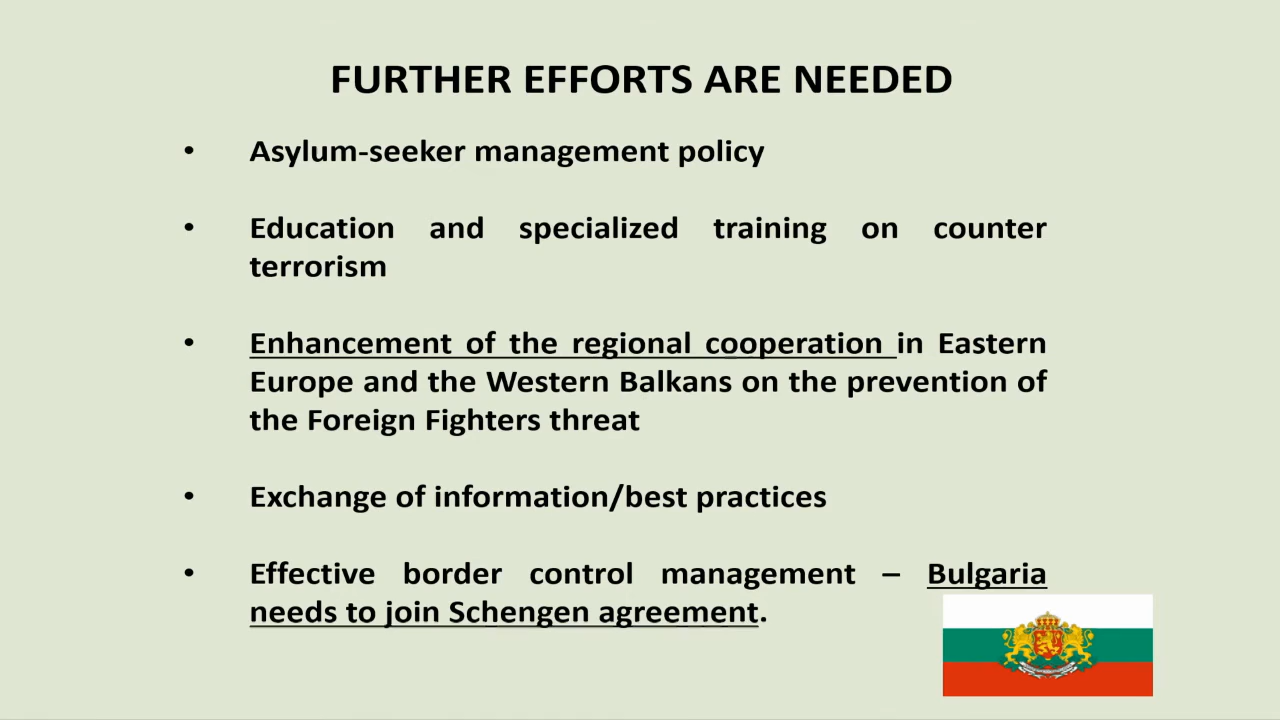 FURTHER EFFORTS ARE NEEDED
• Asylum-seeker management policy
• Education and specialized training on counter
terrorism
• Enhancement of the regional cooperation in Eastern
Europe and the Western Balkans on the prevention of
the Foreign Fighters threat
• Exchange of information/best practices
• Effective border control management – Bulgaria
needs to join Schengen agreement.